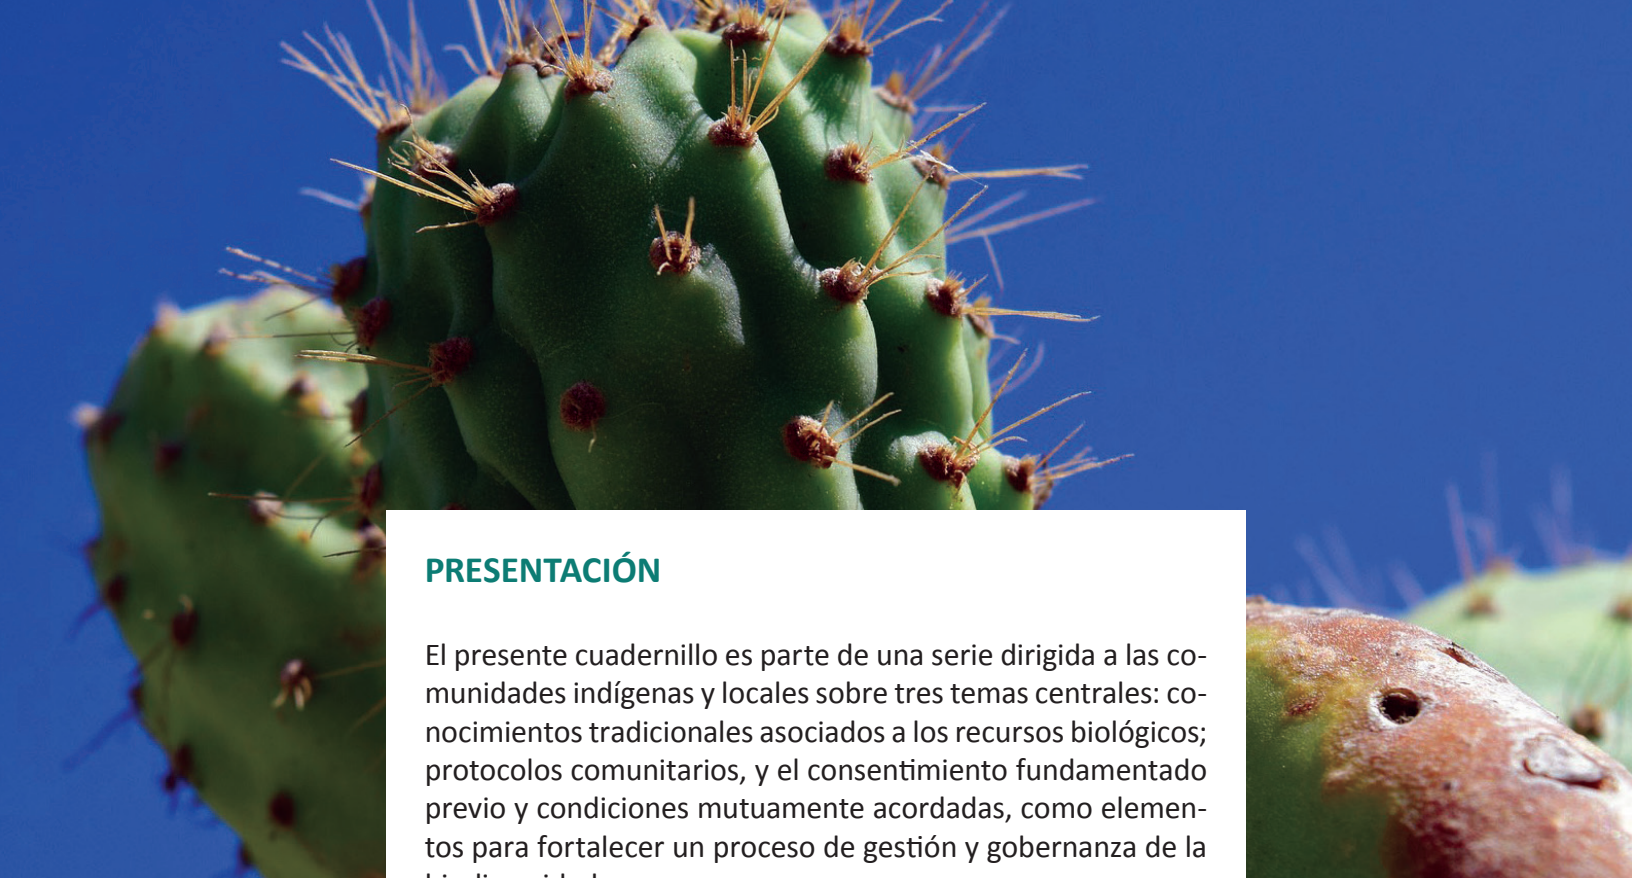 PRESENTACIÓN
El presente cuadernillo es parte de una serie dirigida a las co-
munidades indígenas y locales sobre tres temas centrales: co-
nocimientos tradicionales asociados a los recursos biológicos;
protocolos comunitarios, y el consentimiento fundamentado
previo y condiciones mutuamente acordadas, como elemen-
tos para fortalecer un proceso de gestión y gobernanza de la